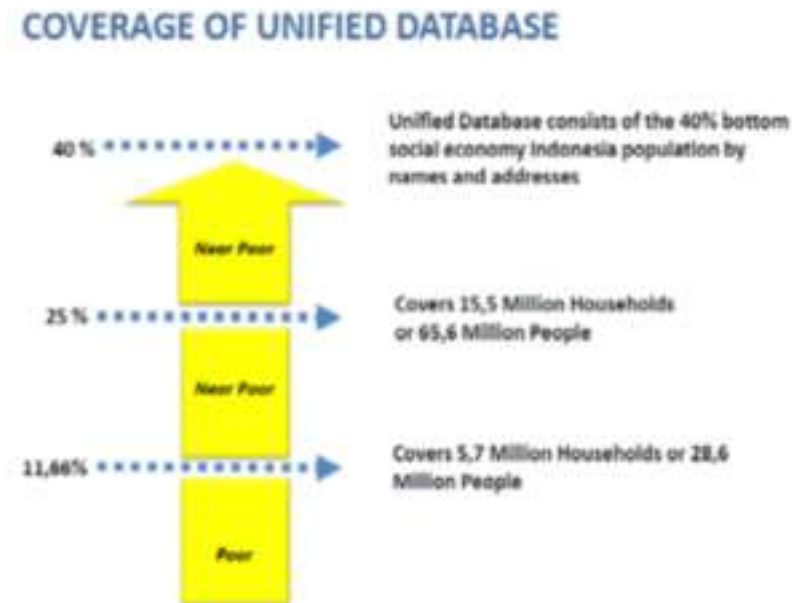 COVERAGE OF UNIFIED DATABASE
40 %
Unified Database consists of the 40% bottom
social economy Indonesia population by
names and addresses
Near Poor
25 %
Covers 15,5 Million Households
or 65,6 Million People
Near Poor
11,66%
Covers 5,7 Million Households or 28,6
Million People
Poor